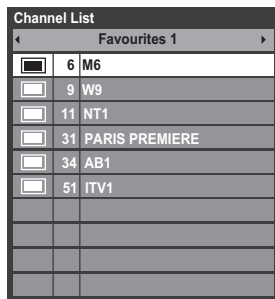 Channel List
Favourites 1
6 M6
9 W9
11 NT1
31 PARIS PREMIERE
34 AB1
51 ITV1